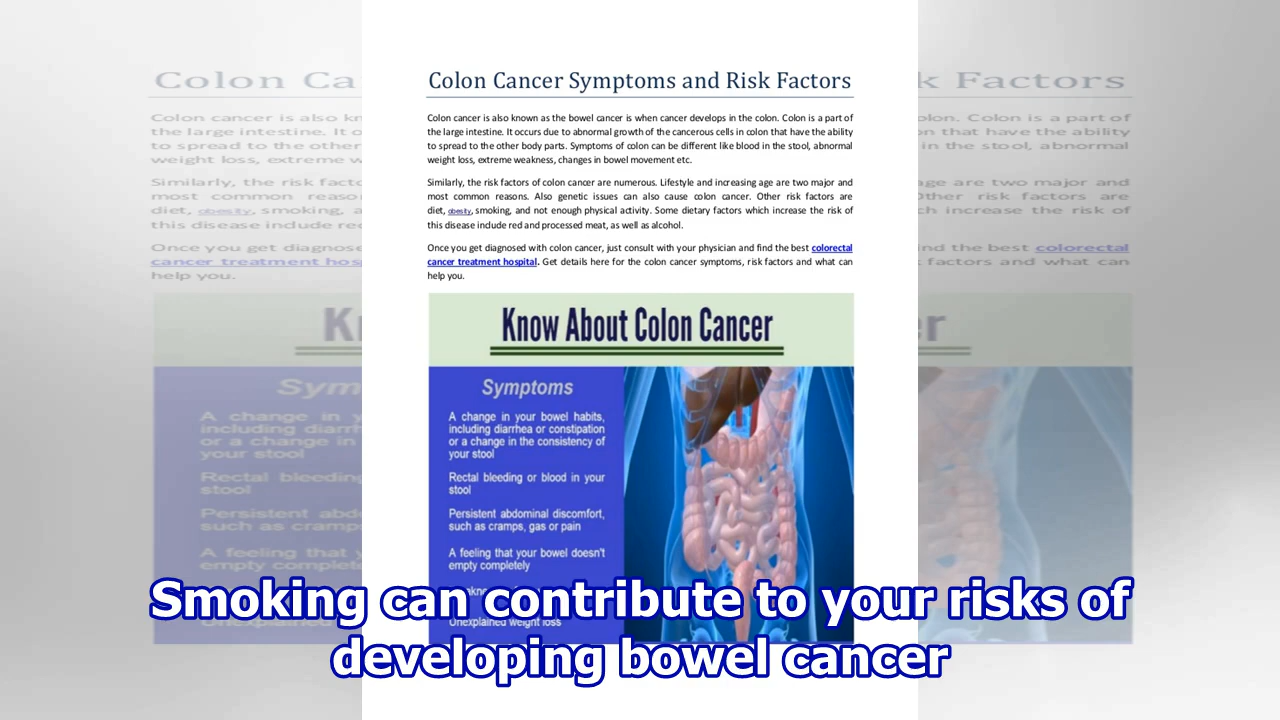 Colon Cancer Symptoms and Risk Factors
Colon cancer is also known as the bowel cancer is when cancer develops in the colon. Colon is a part of
the large intestine. It occurs due to abnormal growth of the cancerous cells in colon that have the ability
to spread to the other body parts. Symptoms of colon can be different like blood in the stool, abnormal
weight loss, extreme weakness, changes in bowel movement etc.
Similarly, the risk factors of colon cancer are numerous. Lifestyle and increasing age are two major and
most common reasons. Also genetic issues can also cause colon cancer. Other risk factors are
diet, obesity, smoking, and not enough physical activity. Some dietary factors which increase the risk of
this disease include red and processed meat, as well as alcohol.
Once you get diagnosed with colon cancer, just consult with your physician and find the best colorectal
cancer treatment hospital. Get details here for the colon cancer symptoms, risk factors and what can
help you.
Know About Colon Cancer
Symptoms
A change in your bowel habits,
including diarrhea or constipation
or a change in the consistency of
your stool
Rectal bleeding or blood in your
stool
Persistent abdominal discomfort,
such as cramps, gas or pain
A feeling that your bowel doesn't
empty completely
Unexplained weight loss
Smoking can contribute to your risks of
developing bowel cancer